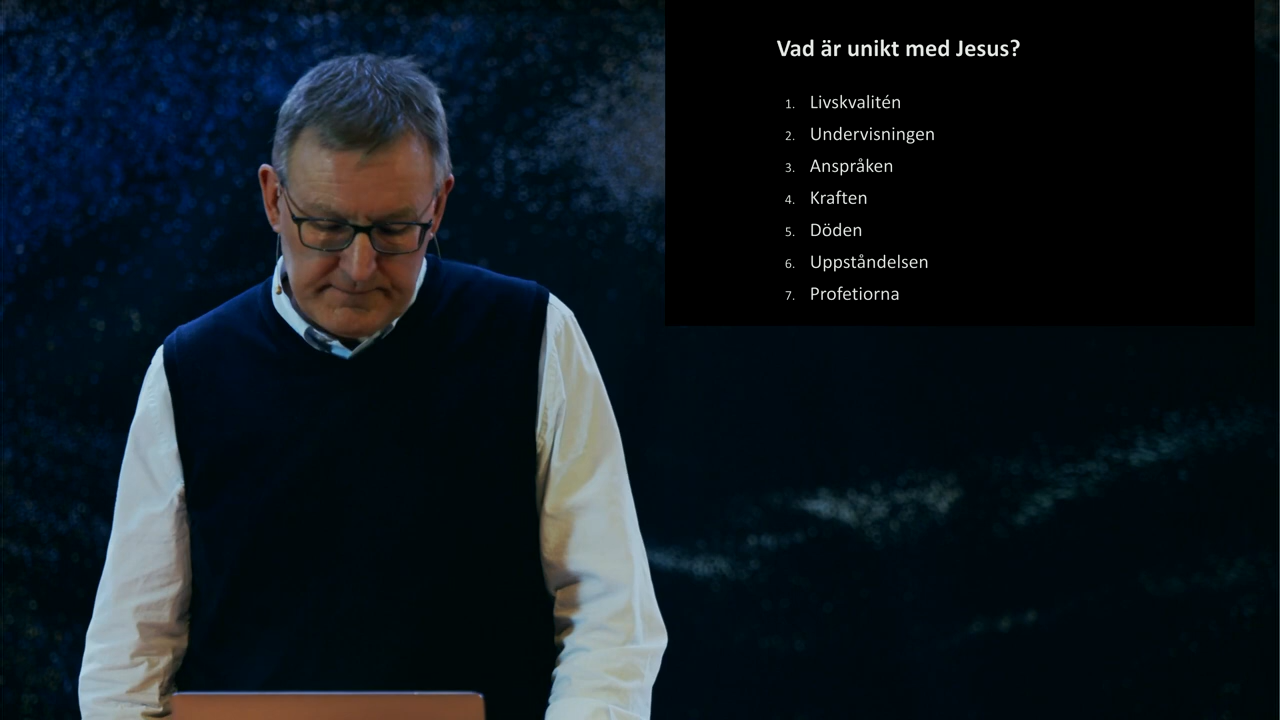 Vad är unikt med Jesus?
1. Livskvalitén
2. Undervisningen
3. Anspråken
4. Kraften
5. Döden
6. Uppståndelsen
7. Profetiorna